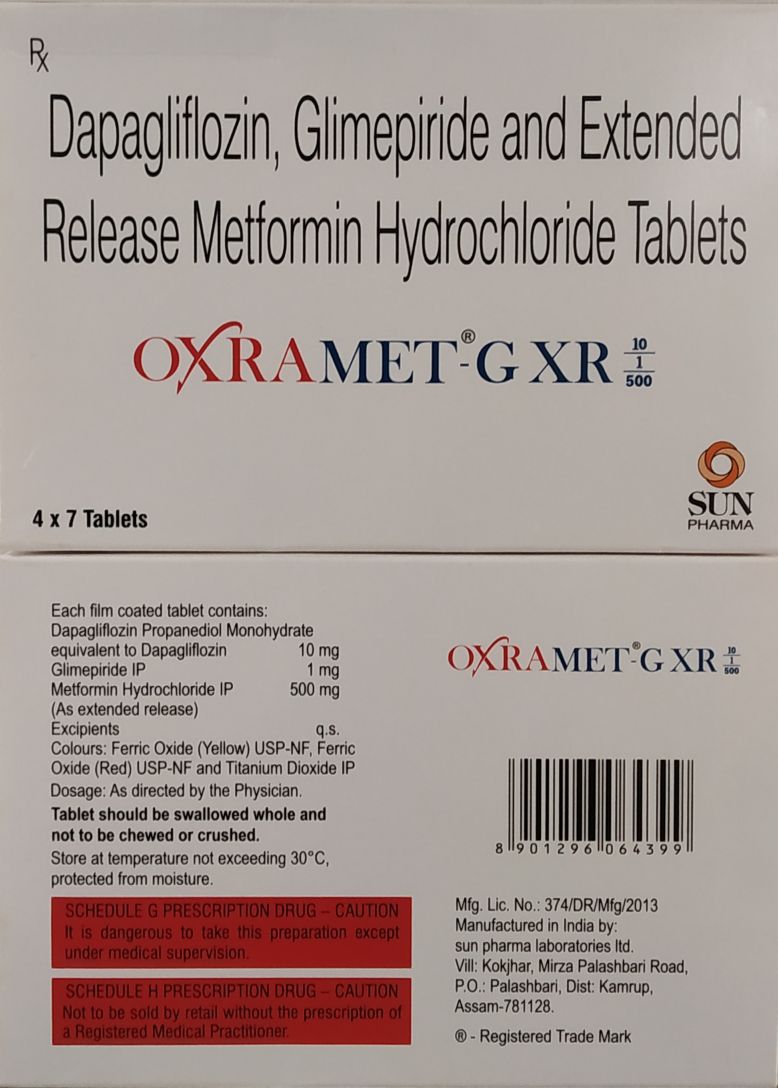 Rx
Dapagliflozin, Glimepiride and Extended
Release Metformin Hydrochloride Tablets
OXRAMET®-G XR 10/1/500
SUN
PHARMA
4 x 7 Tablets
Each film coated tablet contains:
Dapagliflozin Propanediol Monohydrate
equivalent to Dapagliflozin 10 mg
Glimepiride IP 1 mg
Metformin Hydrochloride IP 500 mg
(As extended release)
Excipients q.s.
Colours: Ferric Oxide (Yellow) USP-NF, Ferric
Oxide (Red) USP-NF and Titanium Dioxide IP
Dosage: As directed by the Physician.
Tablet should be swallowed whole and
not to be chewed or crushed.
Store at temperature not exceeding 30°C,
protected from moisture.
SCHEDULE G PRESCRIPTION DRUG – CAUTION
It is dangerous to take this preparation except
under medical supervision.
SCHEDULE H PRESCRIPTION DRUG – CAUTION
Not to be sold by retail without the prescription of
a Registered Medical Practitioner.
OXRAMET®-G XR 10/1/500
8 901296 064399
Mfg. Lic. No.: 374/DR/Mfg/2013
Manufactured in India by:
sun pharma laboratories ltd.
Vill: Kokjhar, Mirza Palashbari Road,
P.O.: Palashbari, Dist: Kamrup,
Assam-781128.
® - Registered Trade Mark